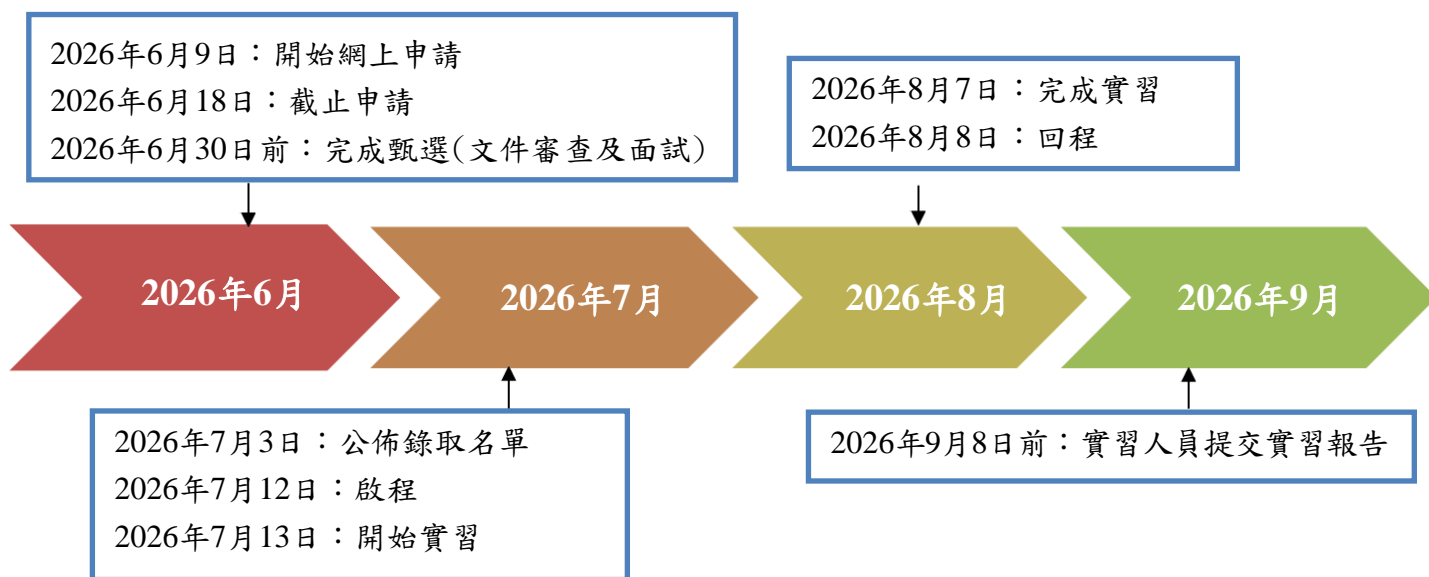 2026年6月9日：開始網上申請
2026年6月18日：截止申請
2026年6月30日前：完成甄選(文件審查及面試)
2026年8月7日：完成實習
2026年8月8日：回程
2026年6月
2026年7月
2026年8月
2026年9月
2026年7月3日：公佈錄取名單
2026年7月12日：啟程
2026年7月13日：開始實習
2026年9月8日前：實習人員提交實習報告